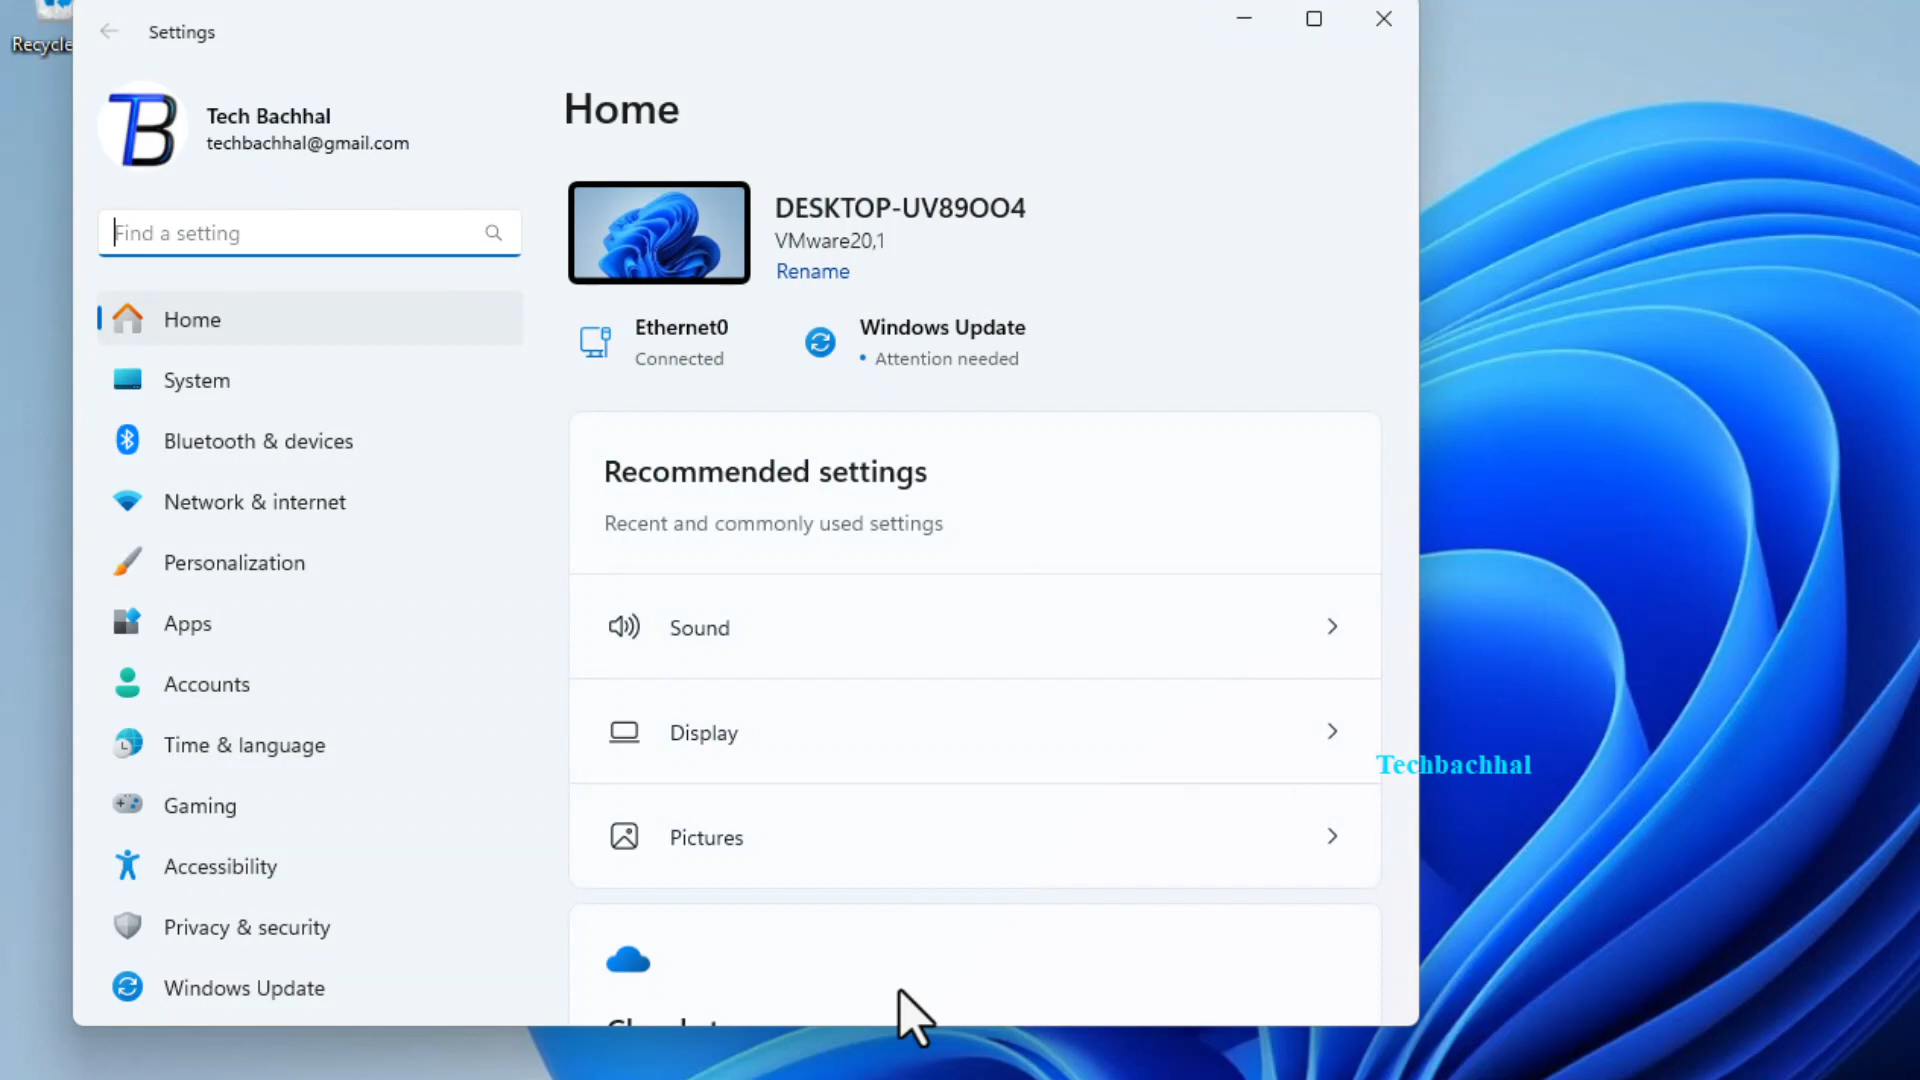 Recycle
Settings
TB
Tech Bachhal
techbachhal@gmail.com
Find a setting
Home
System
Bluetooth & devices
Network & internet
Personalization
Apps
Accounts
Time & language
Gaming
Accessibility
Privacy & security
Windows Update
Home
DESKTOP-UV89OO4
VMware20,1
Rename
Ethernet0
Connected
Windows Update
• Attention needed
Recommended settings
Recent and commonly used settings
Sound
Display
Pictures
Techbachhal